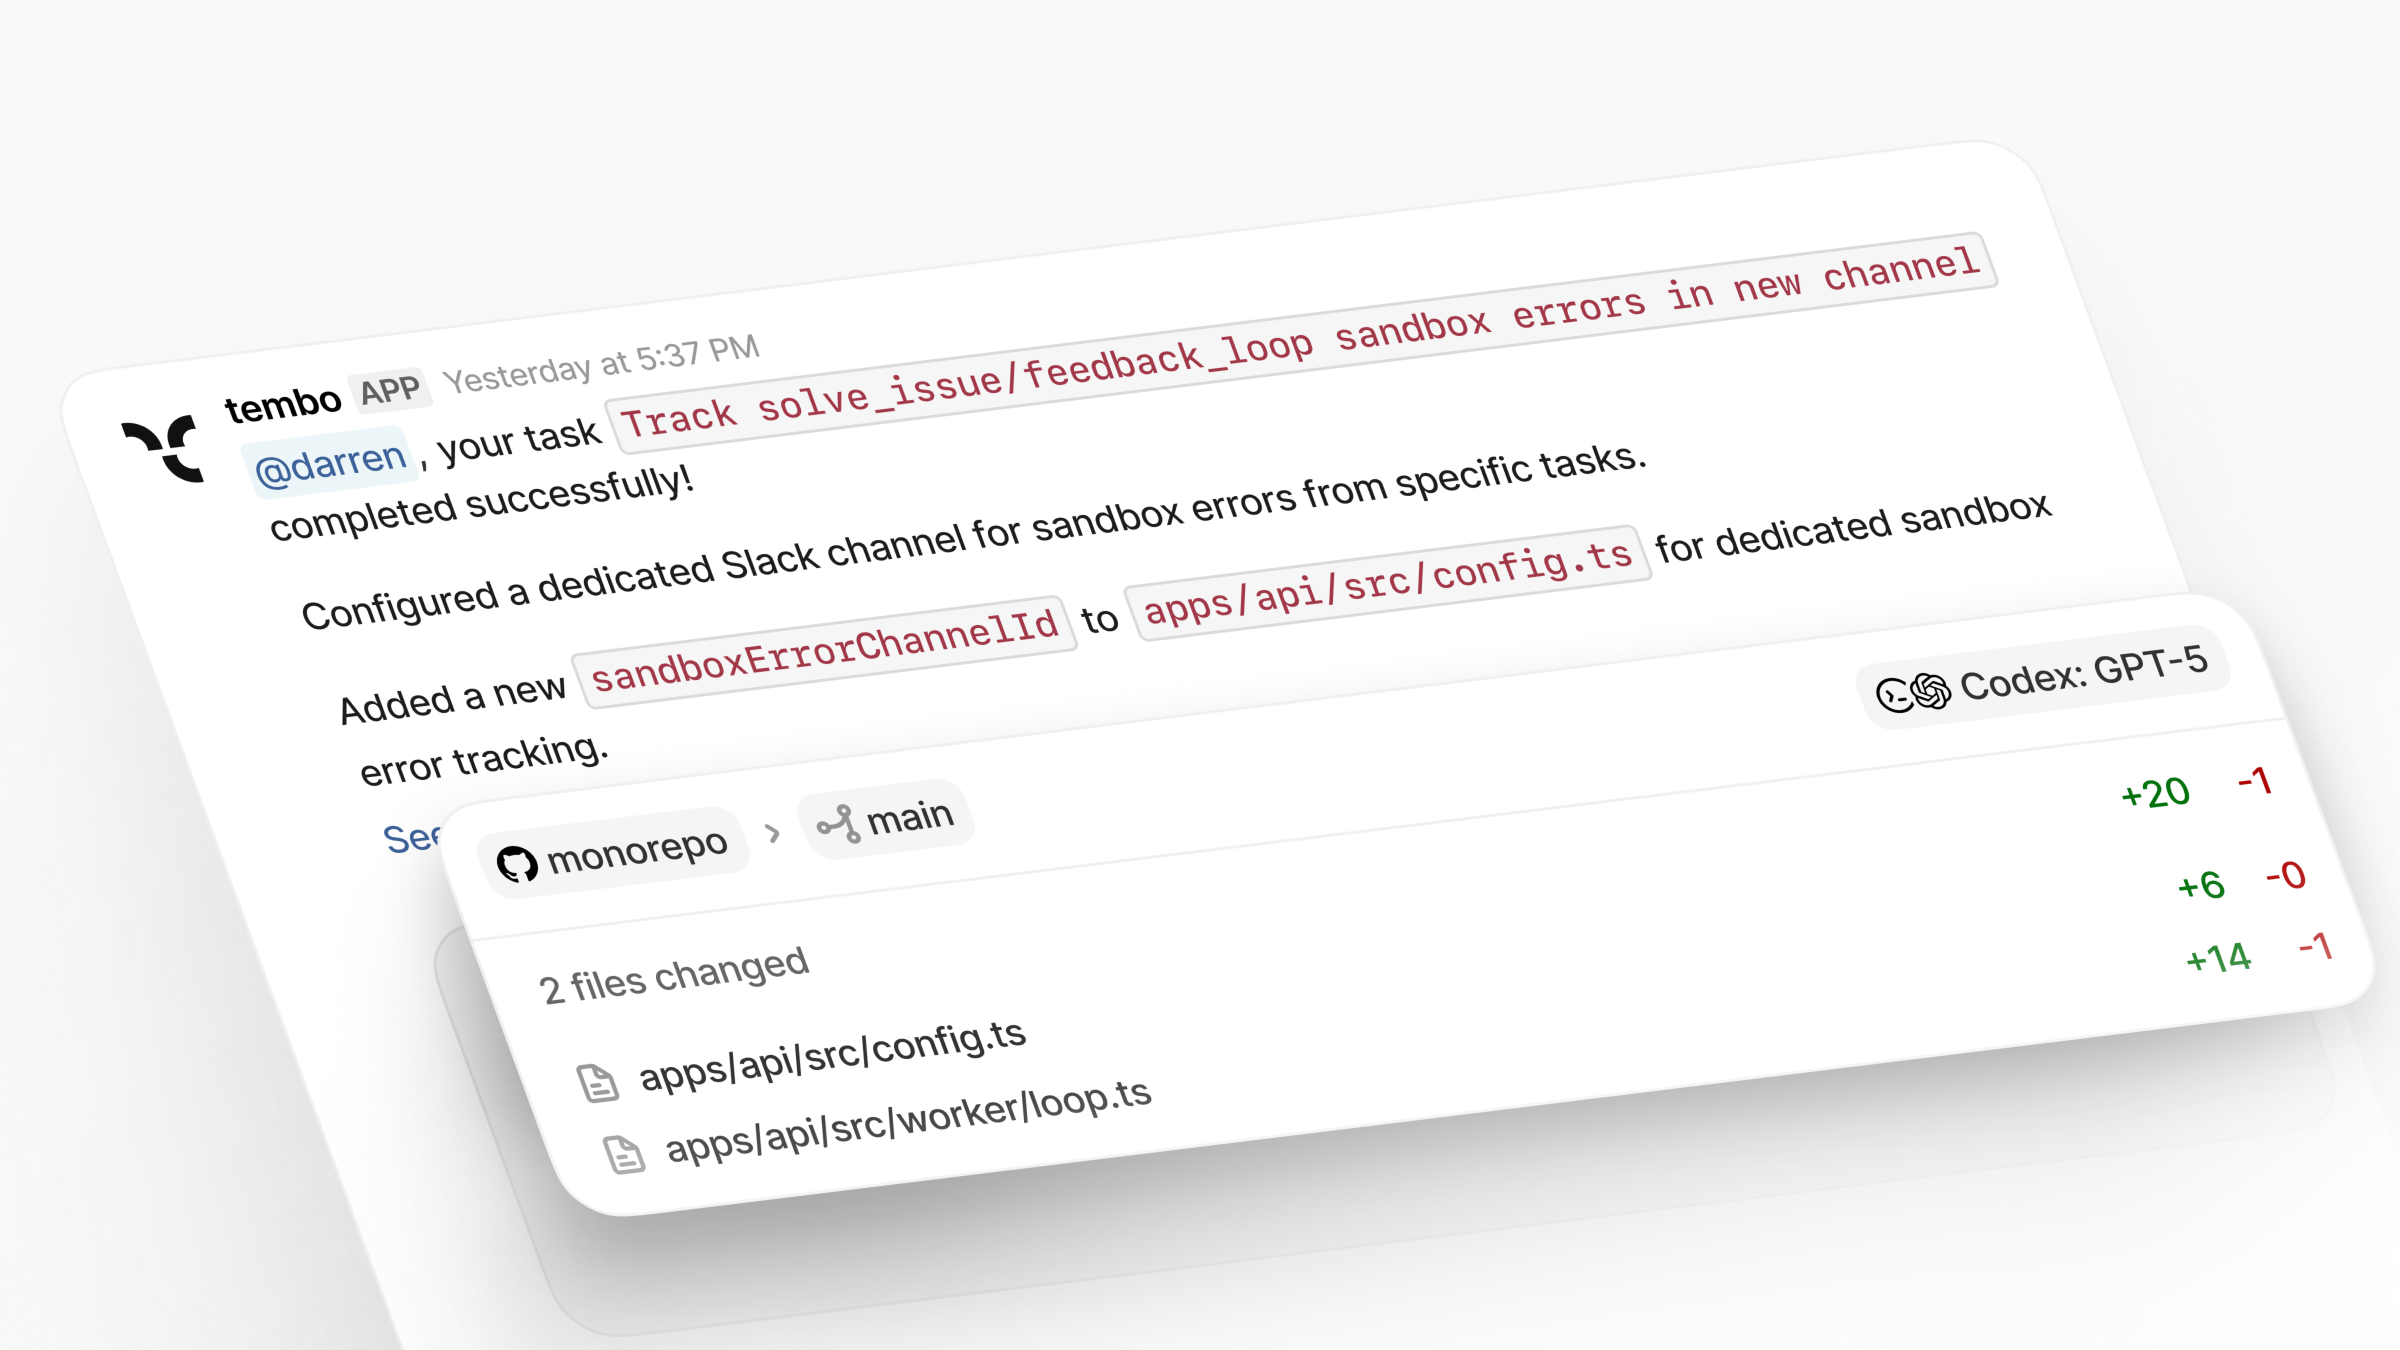 tembo APP Yesterday at 5:37 PM
@darren , your task Track solve_issue/feedback_loop sandbox errors in new channel
completed successfully!
Configured a dedicated Slack channel for sandbox errors from specific tasks.
Added a new sandboxErrorChannelId to apps/api/src/config.ts for dedicated sandbox
error tracking.
See
monorepo › main Codex: GPT-5
2 files changed +20 -1
apps/api/src/config.ts +6 -0
apps/api/src/worker/loop.ts +14 -1